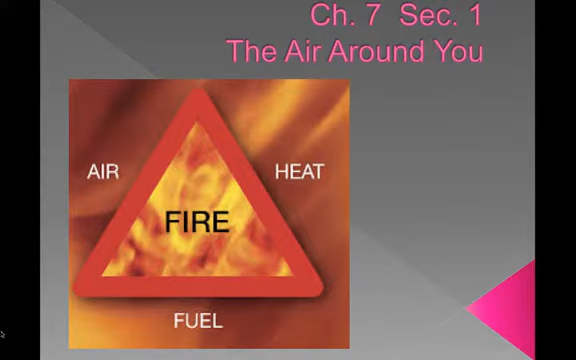 Ch. 7 Sec. 1
The Air Around You
AIR
HEAT
FIRE
FUEL